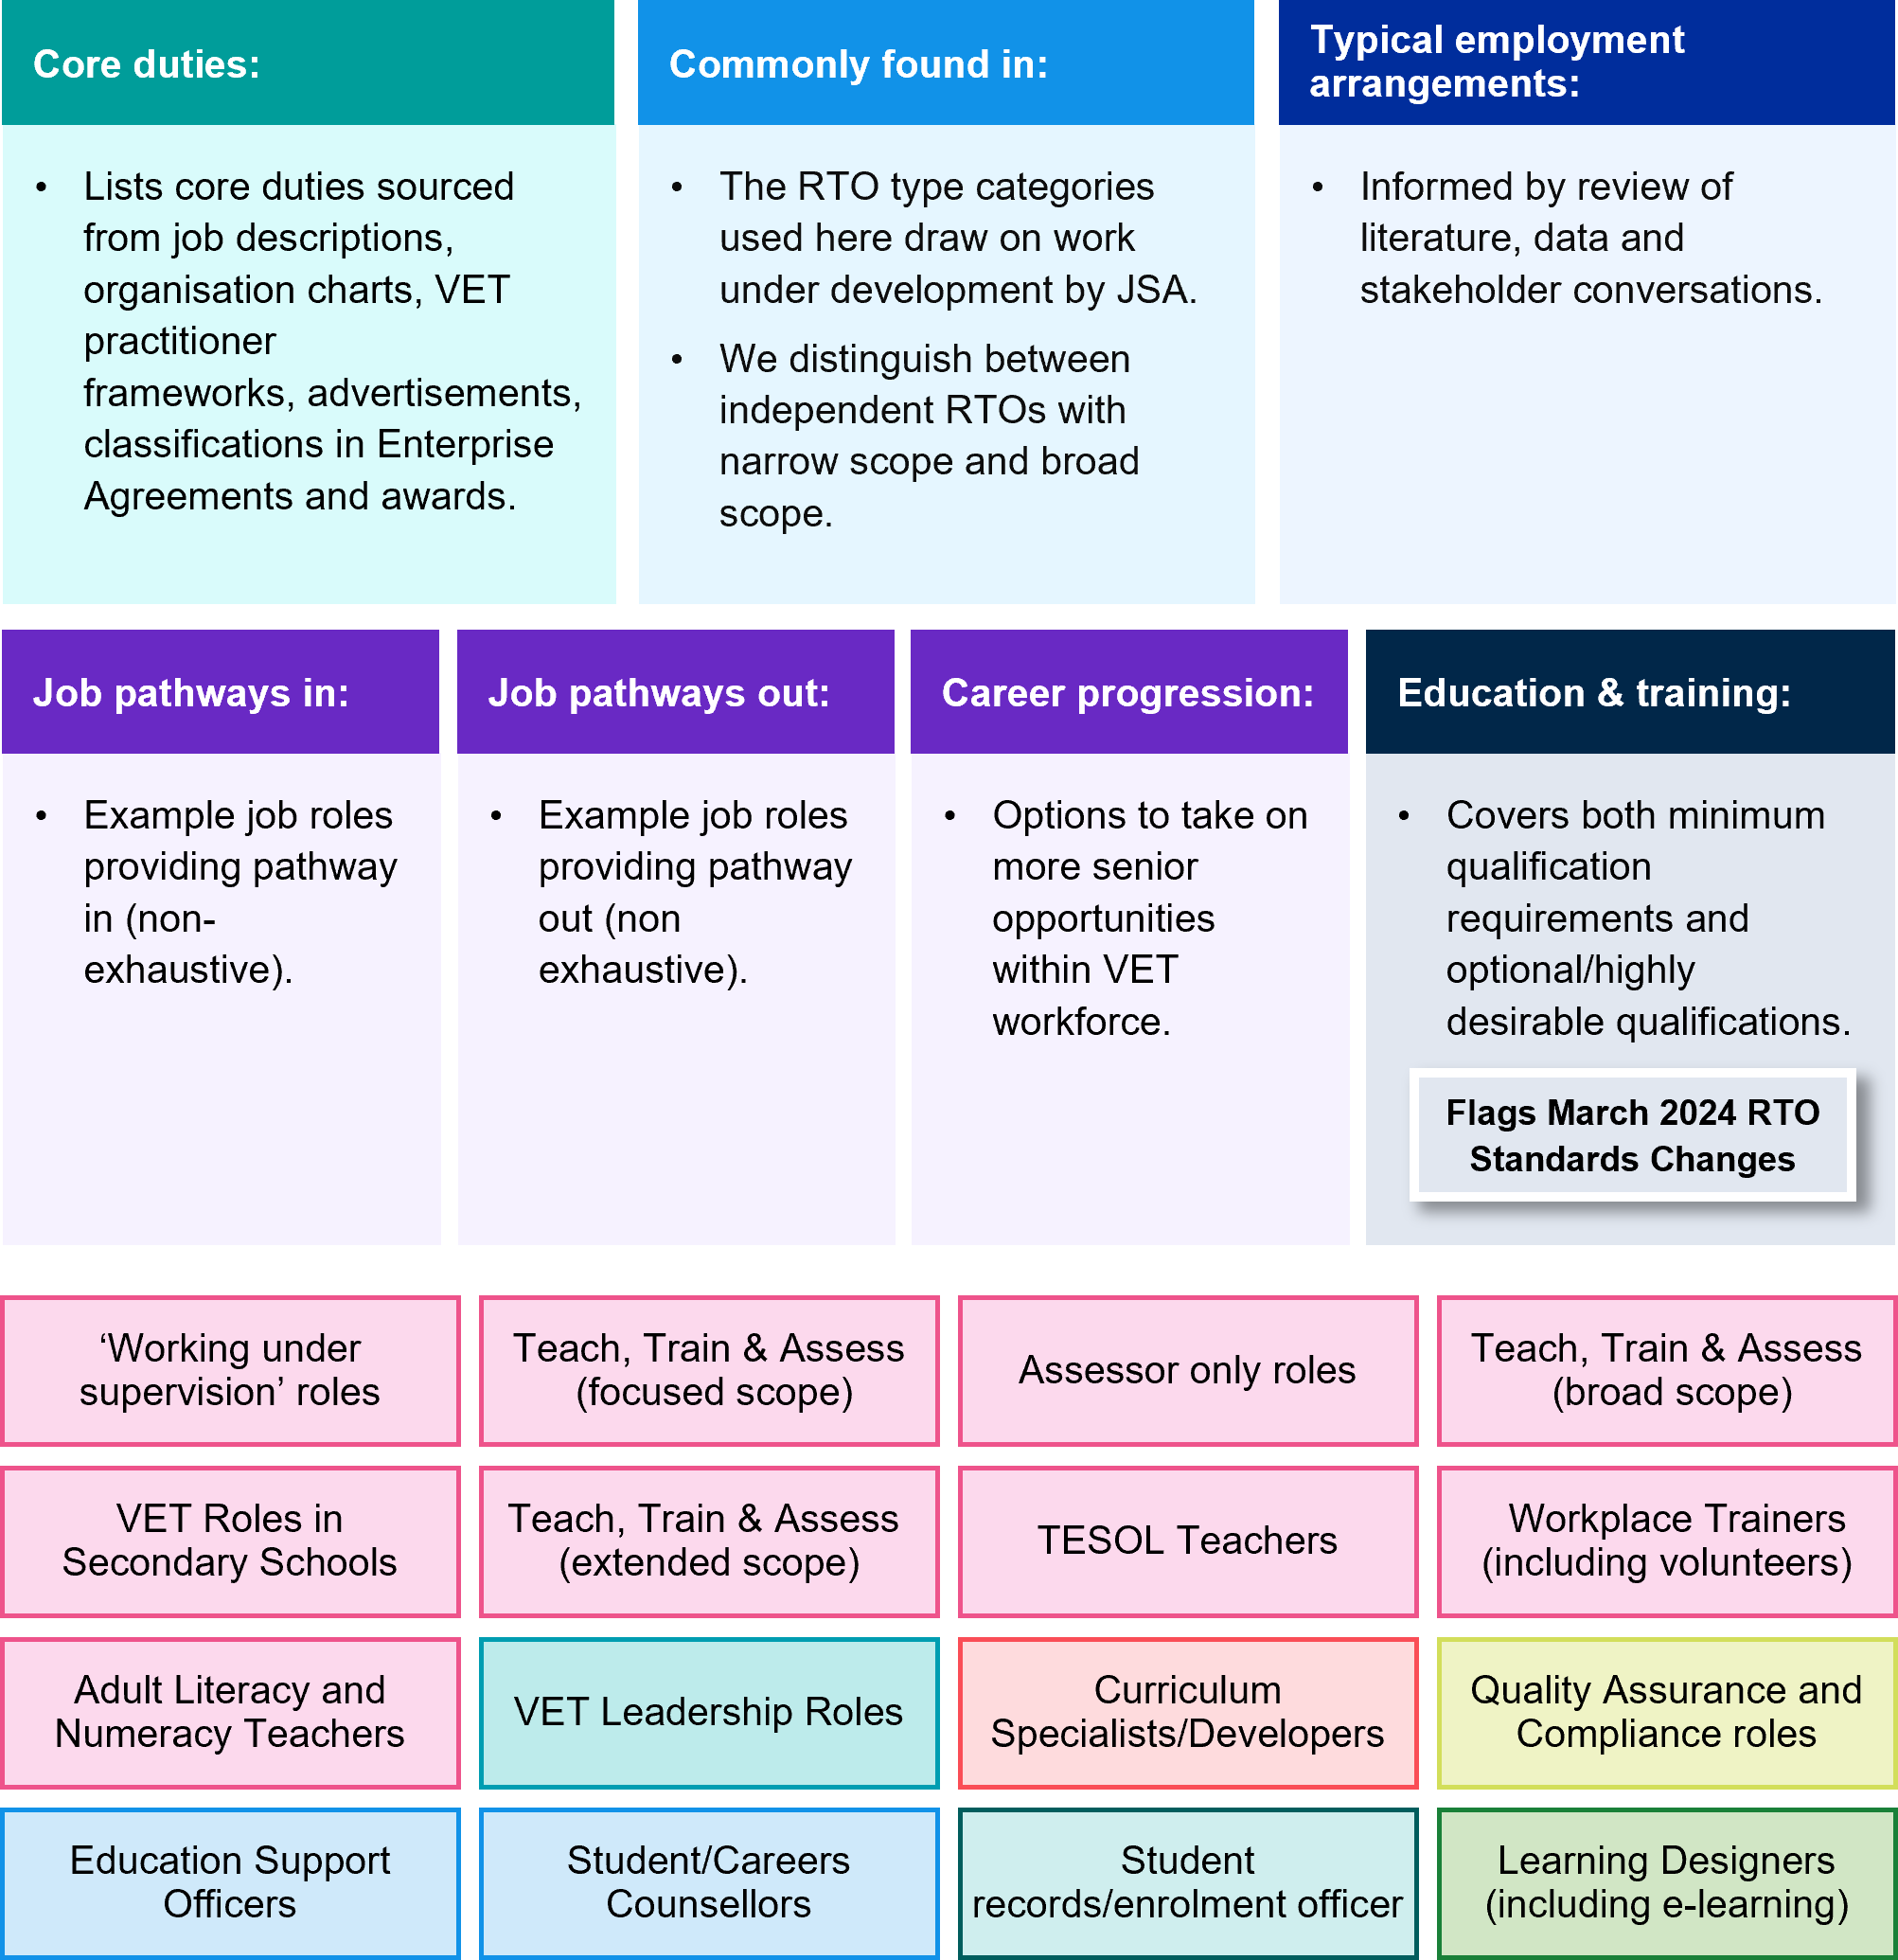 Core duties:
• Lists core duties sourced
from job descriptions,
organisation charts, VET
practitioner
frameworks, advertisements,
classifications in Enterprise
Agreements and awards.
Commonly found in:
• The RTO type categories
used here draw on work
under development by JSA.
• We distinguish between
independent RTOs with
narrow scope and broad
scope.
Typical employment
arrangements:
• Informed by review of
literature, data and
stakeholder conversations.
Job pathways in:
• Example job roles
providing pathway
in (non-
exhaustive).
Job pathways out:
• Example job roles
providing pathway
out (non
exhaustive).
Career progression:
• Options to take on
more senior
opportunities
within VET
workforce.
Education & training:
• Covers both minimum
qualification
requirements and
optional/highly
desirable qualifications.
Flags March 2024 RTO
Standards Changes
‘Working under
supervision’ roles
Teach, Train & Assess
(focused scope)
Assessor only roles
Teach, Train & Assess
(broad scope)
VET Roles in
Secondary Schools
Teach, Train & Assess
(extended scope)
TESOL Teachers
Workplace Trainers
(including volunteers)
Adult Literacy and
Numeracy Teachers
VET Leadership Roles
Curriculum
Specialists/Developers
Quality Assurance and
Compliance roles
Education Support
Officers
Student/Careers
Counsellors
Student
records/enrolment officer
Learning Designers
(including e-learning)